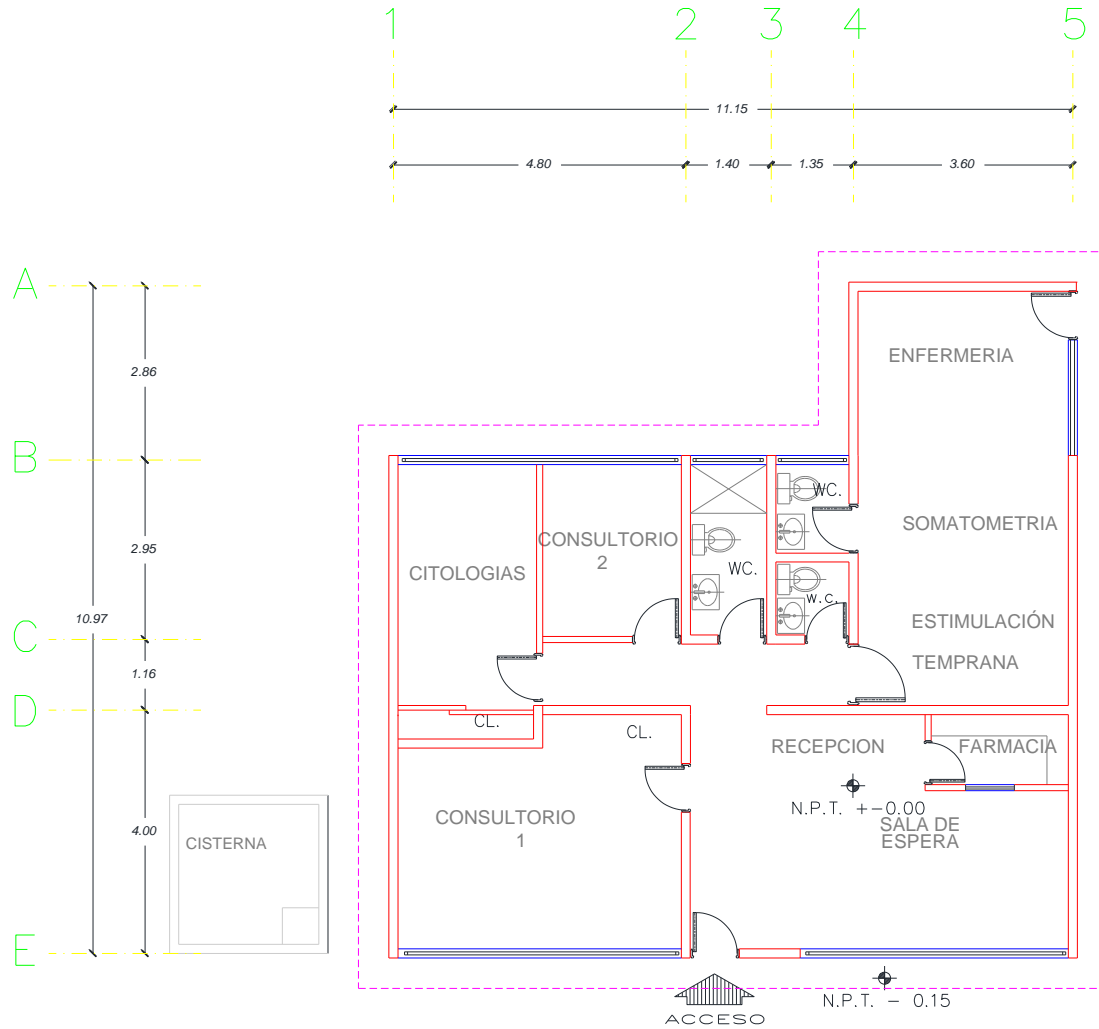 1 2 3 4 5
11.15
4.80 1.40 1.35 3.60
A
2.86
ENFERMERIA
B
WC.
SOMATOMETRIA
CONSULTORIO
2
2.95
WC.
CITOLOGIAS
W.C.
10.97
ESTIMULACIÓN
C
TEMPRANA
1.16
D
CL.
CL.
RECEPCION
FARMACIA
N.P.T. +-0.00
CONSULTORIO
1
SALA DE
ESPERA
4.00
CISTERNA
E
N.P.T. - 0.15
ACCESO